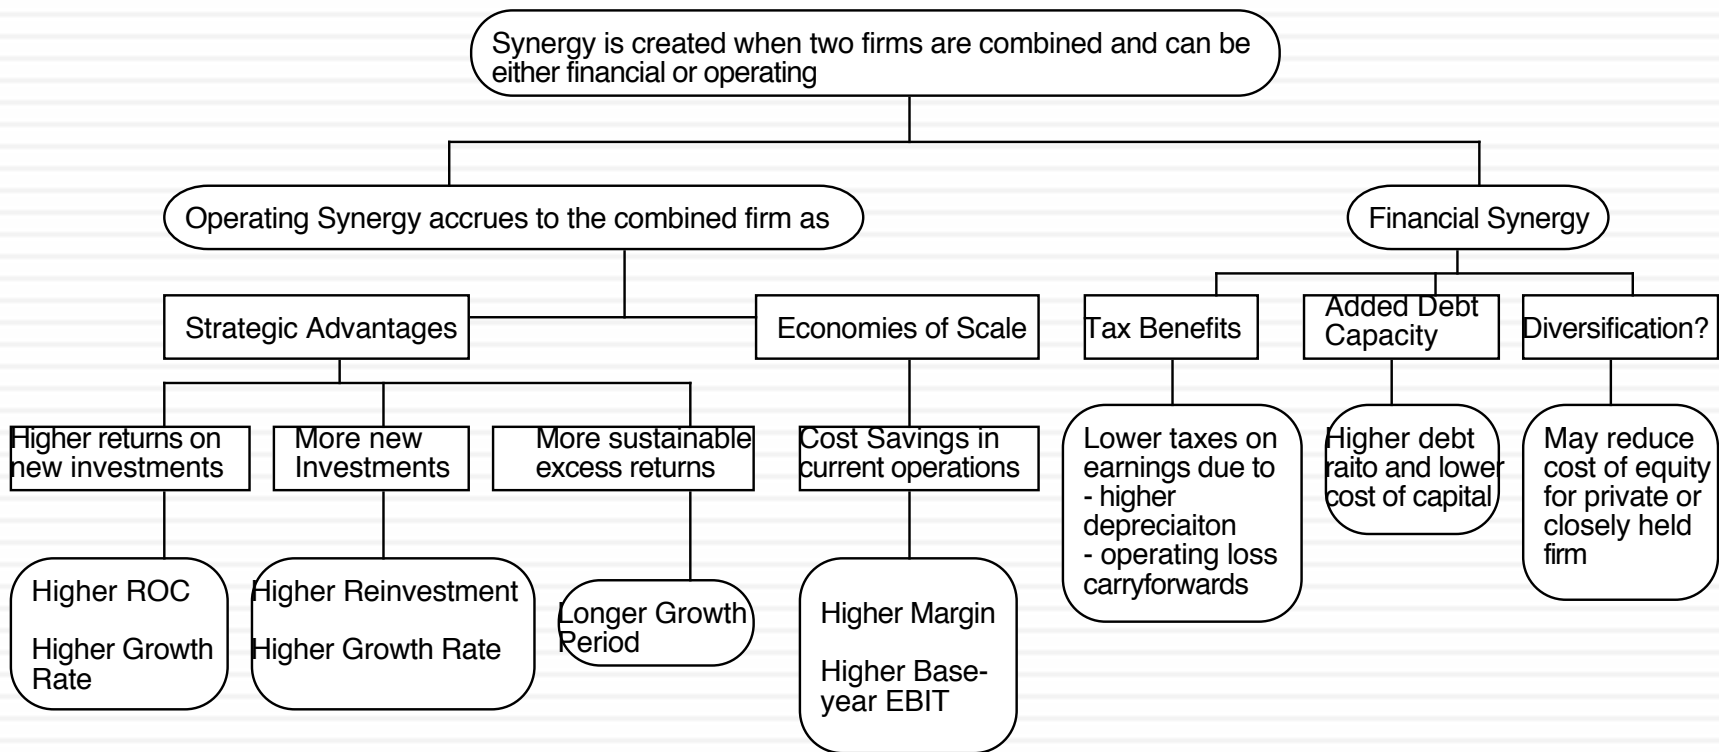 Synergy is created when two firms are combined and can be
either financial or operating
Operating Synergy accrues to the combined firm as
Financial Synergy
Strategic Advantages
Economies of Scale
Tax Benefits
Added Debt
Capacity
Diversification?
Higher returns on
new investments
More new
Investments
More sustainable
excess returns
Cost Savings in
current operations
Lower taxes on
earnings due to
- higher
depreciaiton
- operating loss
carryforwards
Higher debt
raito and lower
cost of capital
May reduce
cost of equity
for private or
closely held
firm
Higher ROC
Higher Growth
Rate
Higher Reinvestment
Higher Growth Rate
Longer Growth
Period
Higher Margin
Higher Base-
year EBIT